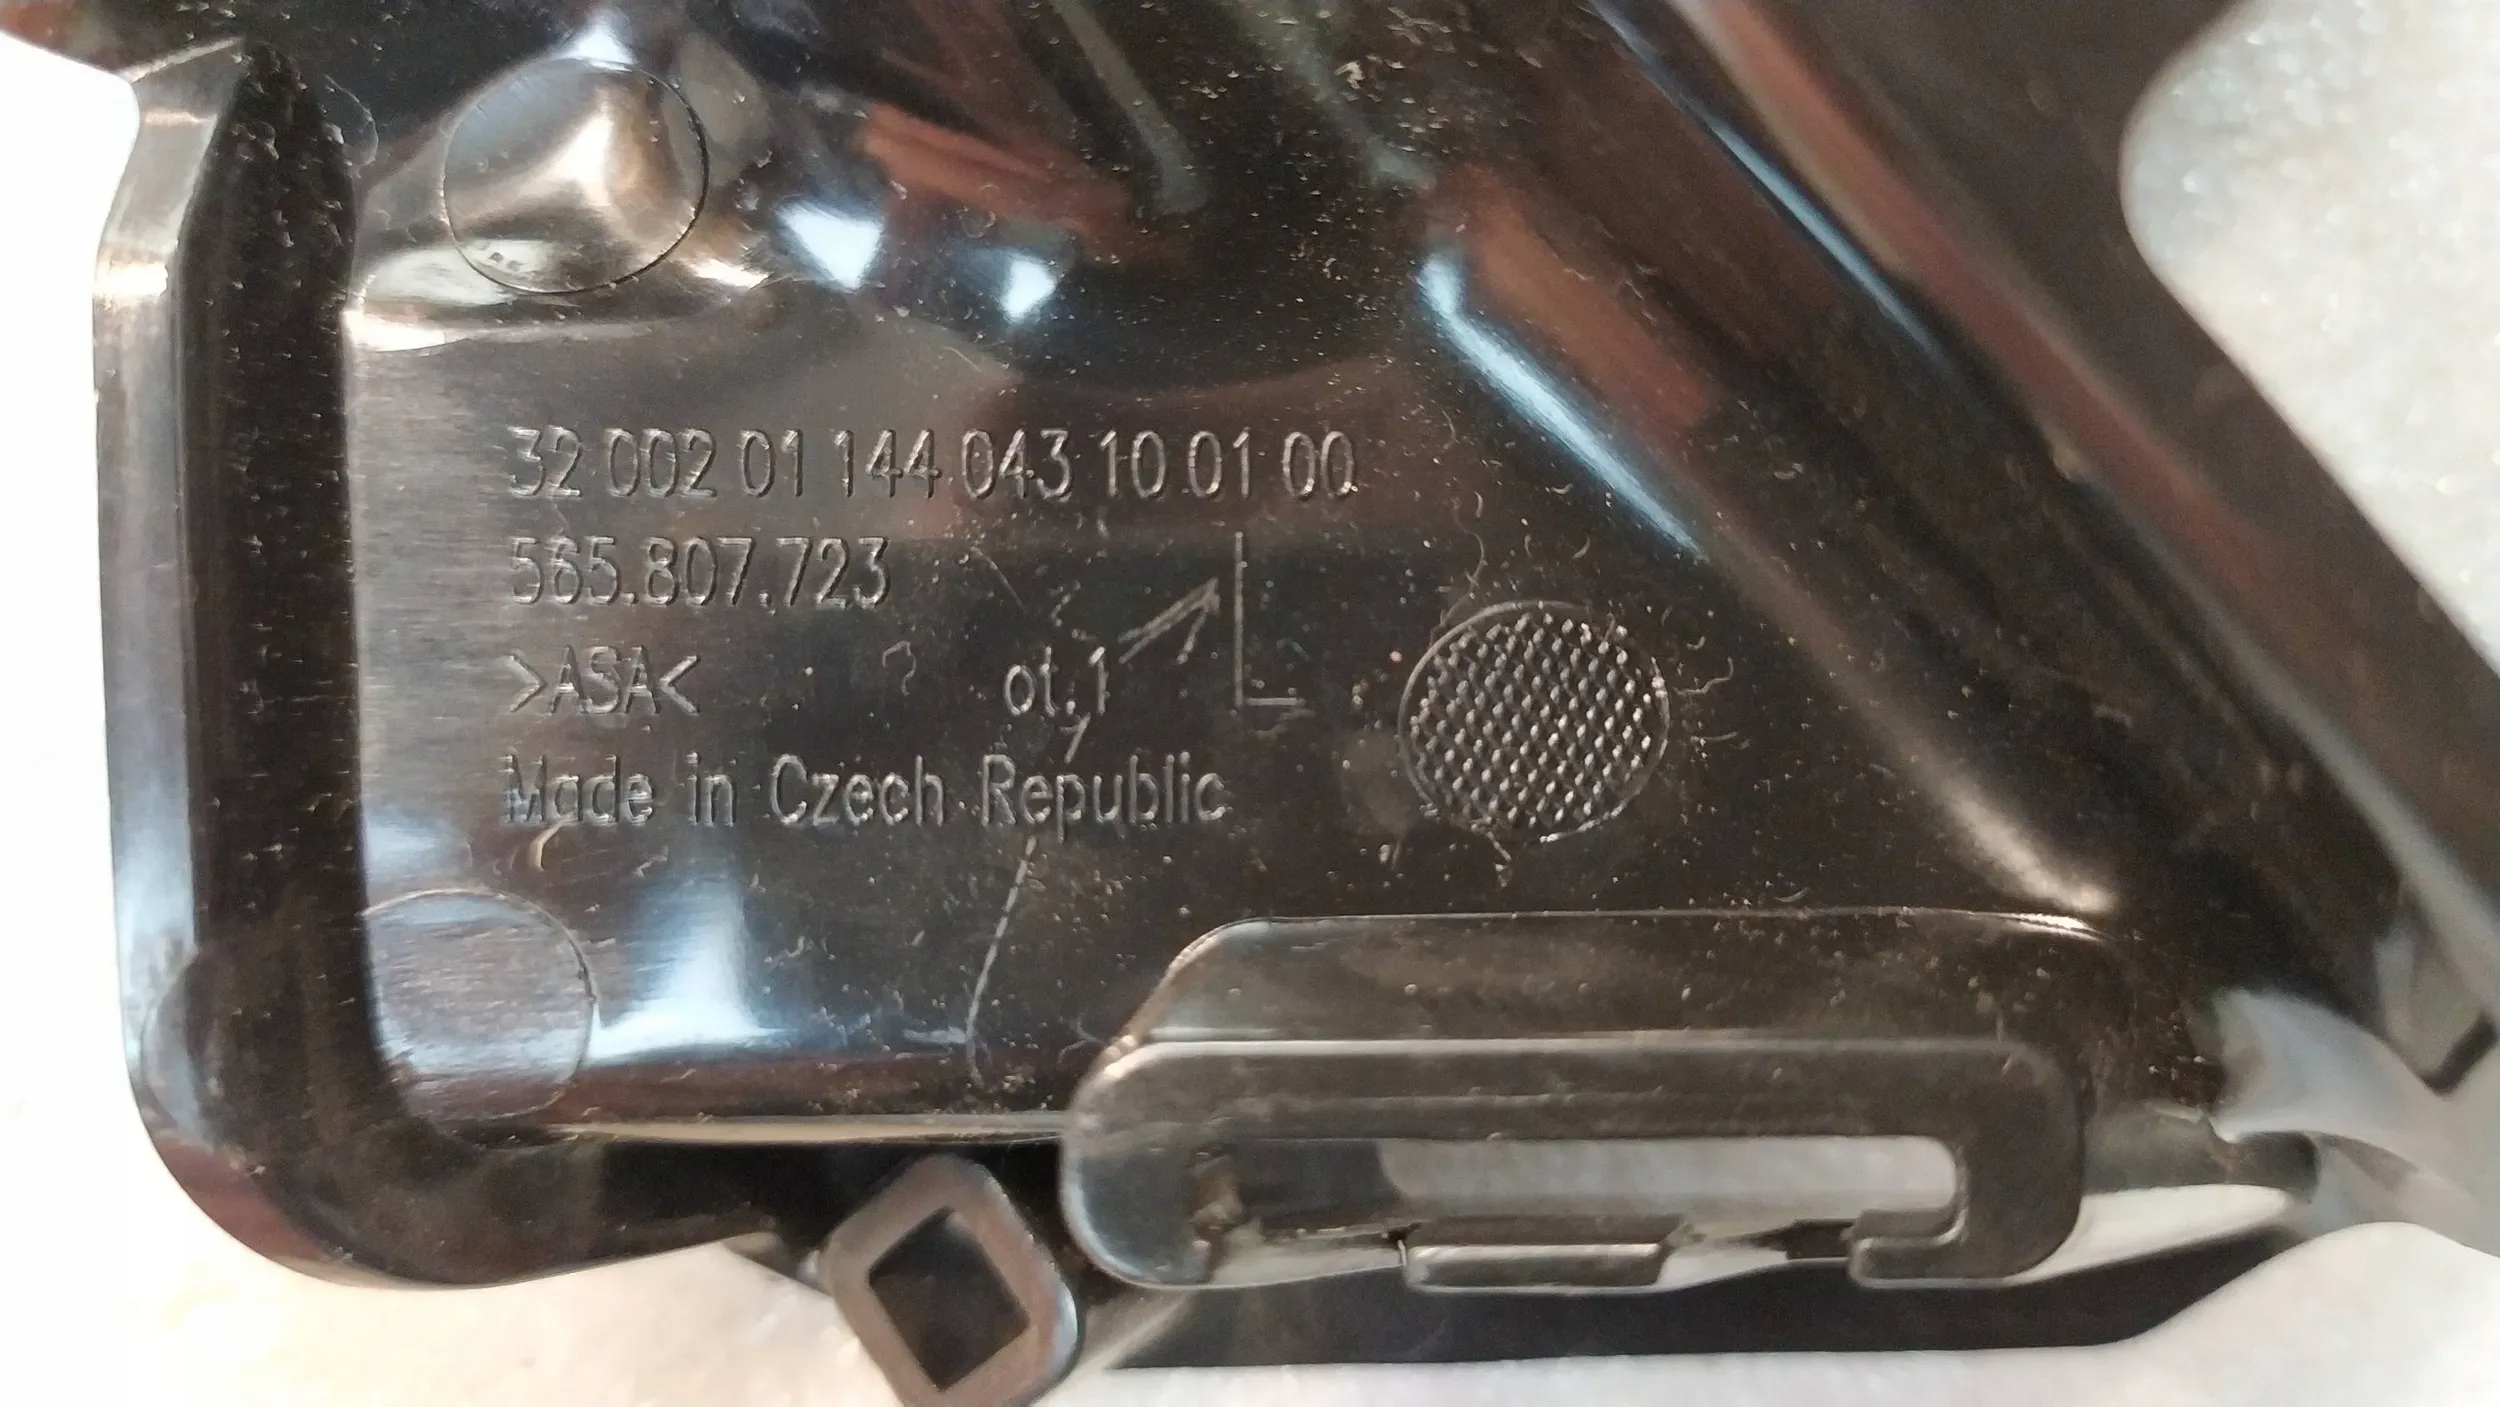 32 002 01 144 043 10 01 00
565.807.723
>ASA< ot.1 L
Made in Czech Republic